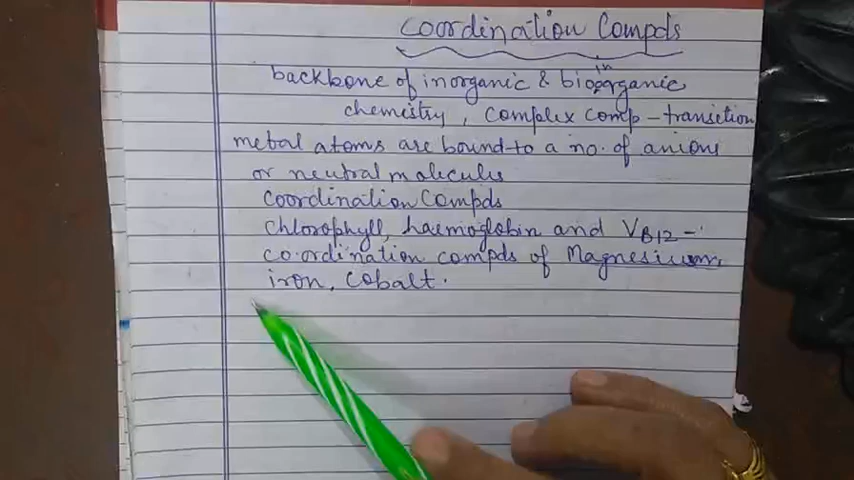 Coordination Compds
backbone of inorganic & bioinorganic
chemistry, complex comp - transition
metal atoms are bound to a no. of anions
or neutral molecules
Coordination Compds
Chlorophyll, haemoglobin and VB12 -
co.ordination compds of Magnesium,
iron, Cobalt.